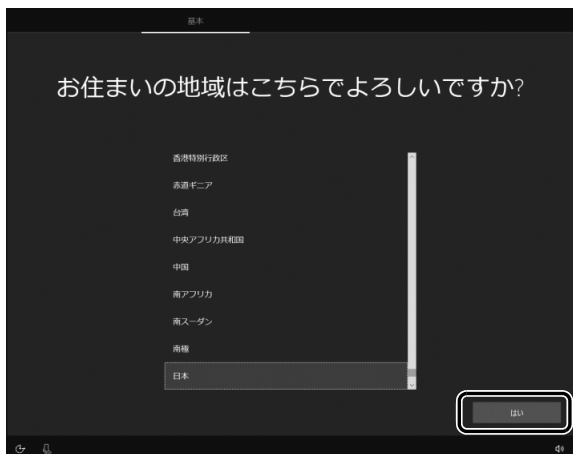 基本
お住まいの地域はこちらでよろしいですか?
香港特別行政区
赤道ギニア
台湾
中央アフリカ共和国
中国
南アフリカ
南スーダン
南極
日本
はい